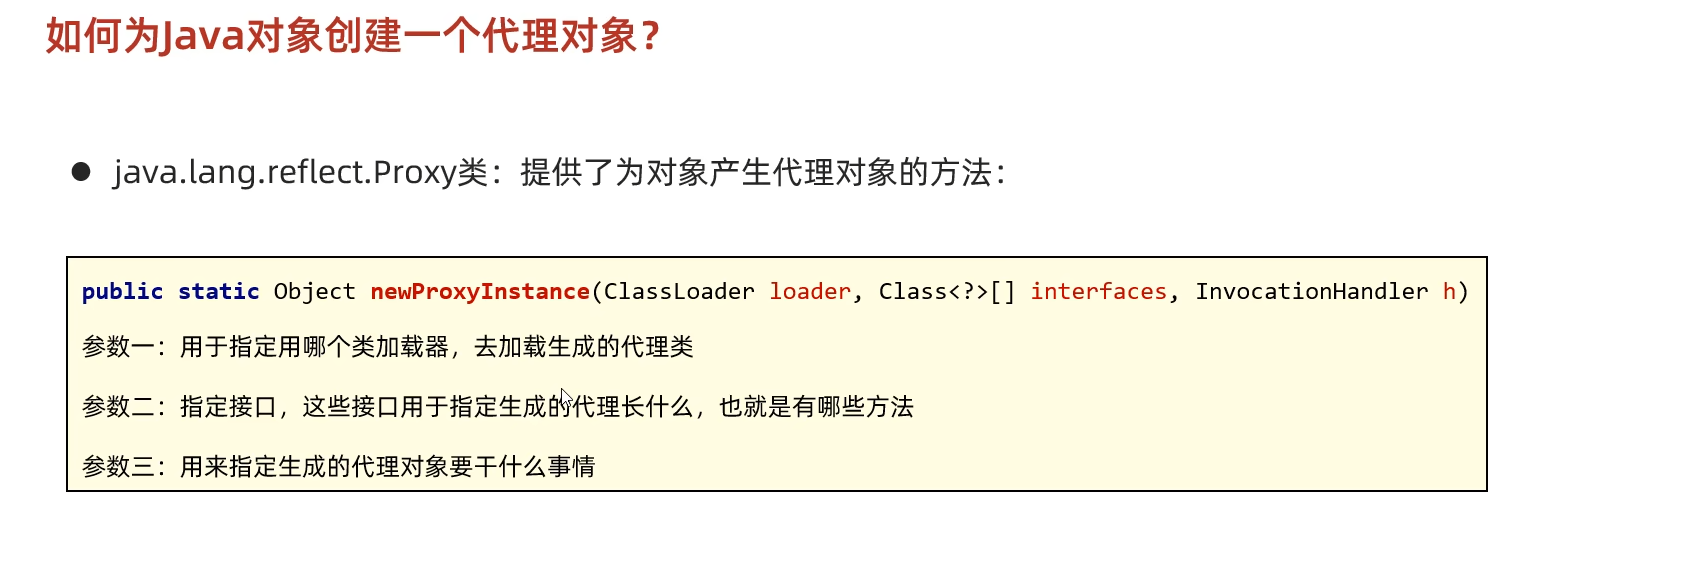 如何为Java对象创建一个代理对象?
● java.lang.reflect.Proxy类：提供了为对象产生代理对象的方法：
public static Object newProxyInstance(ClassLoader loader, Class<?>[] interfaces, InvocationHandler h)
参数一：用于指定用哪个类加载器，去加载生成的代理类
参数二：指定接口，这些接口用于指定生成的代理长什么，也就是有哪些方法
参数三：用来指定生成的代理对象要干什么事情